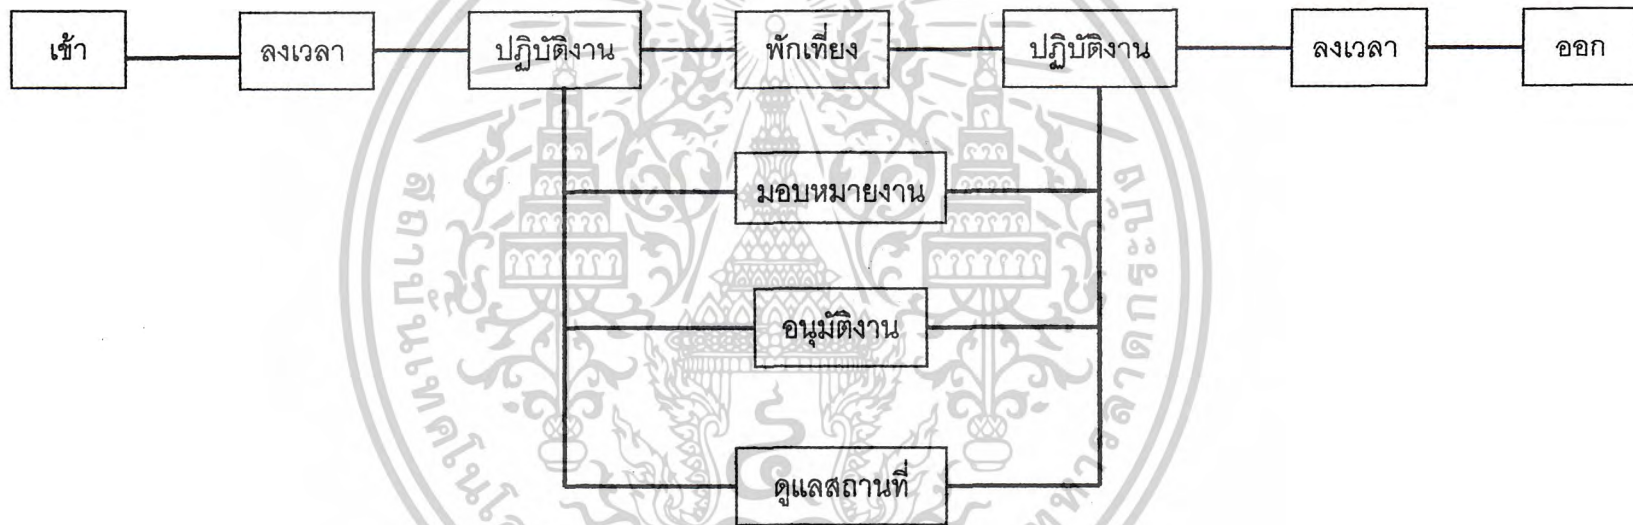 เข้า ลงเวลา ปฏิบัติงาน พักเที่ยง ปฏิบัติงาน ลงเวลา ออก
มอบหมายงาน
อนุมัติงาน
ดูแลสถานที่